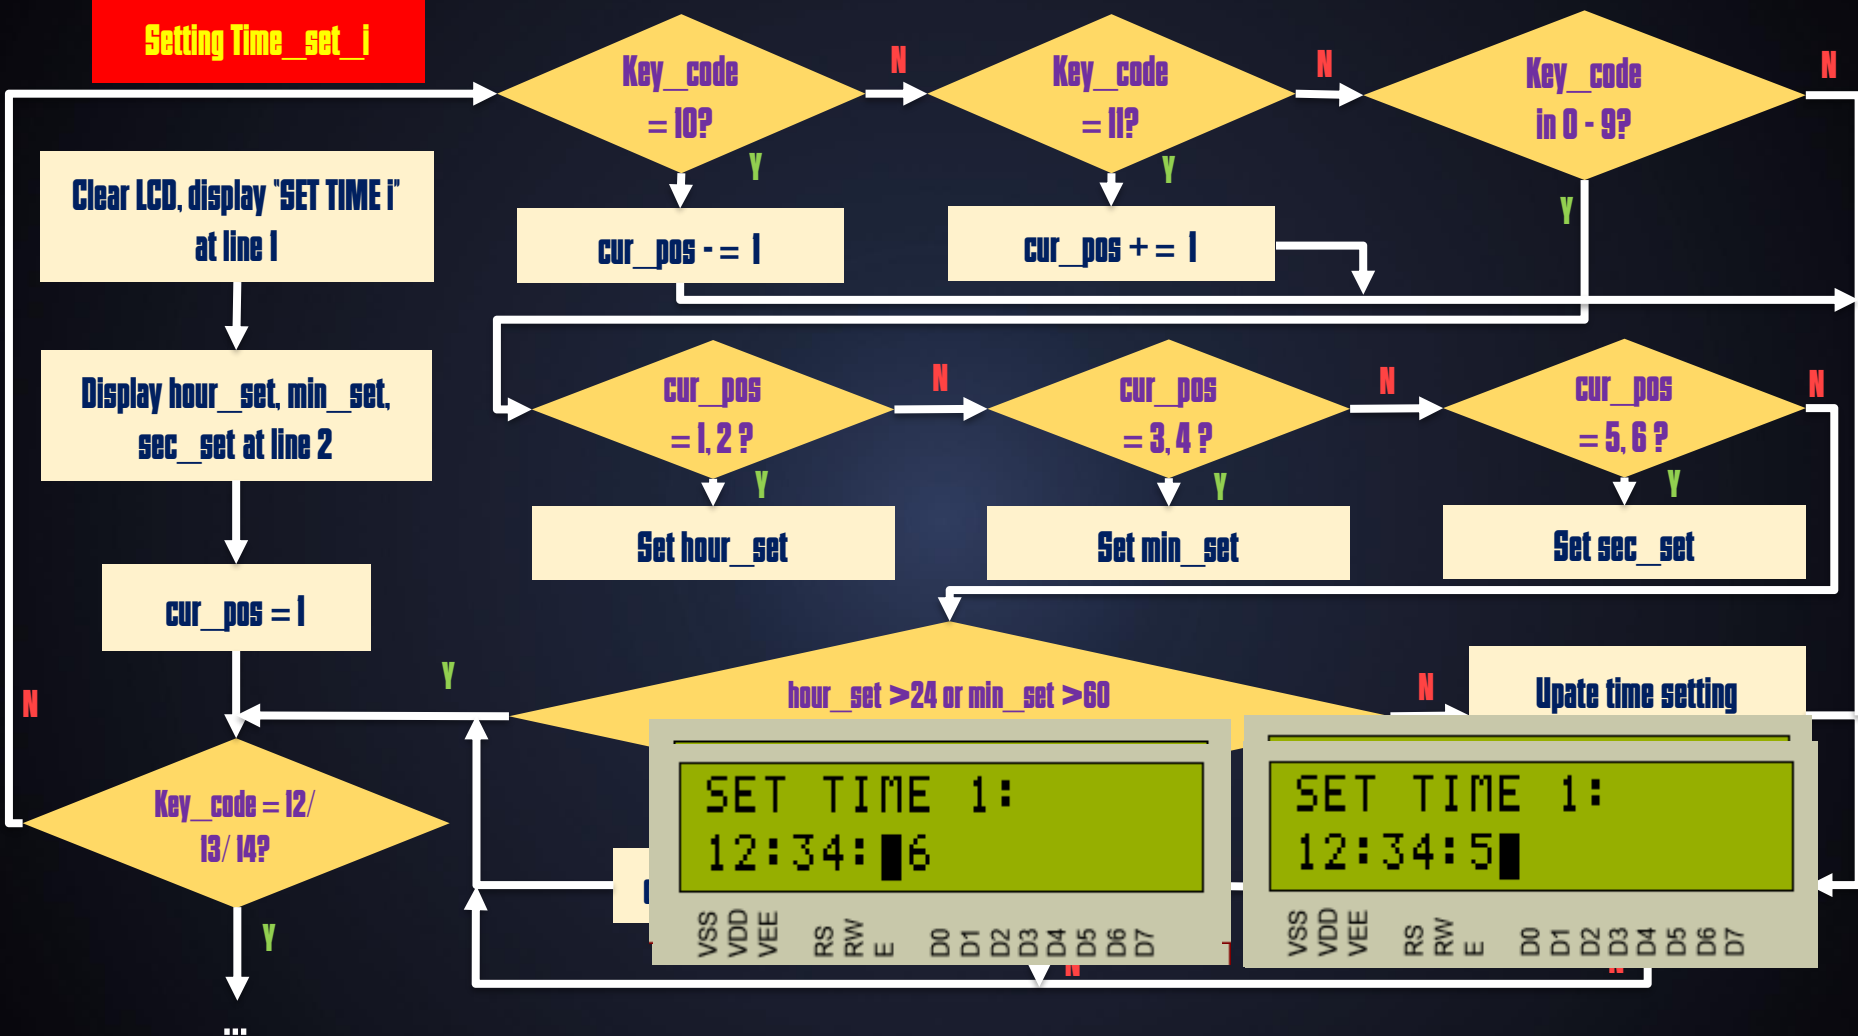 Setting Time_set_i
Key_code
= 10?
N
Key_code
= 11?
N
Key_code
in 0 - 9?
N
Y
Y
Y
Clear LCD, display "SET TIME i"
at line 1
cur_pos - = 1
cur_pos + = 1
Display hour_set, min_set,
sec_set at line 2
cur_pos
= 1, 2 ?
N
cur_pos
= 3, 4 ?
N
cur_pos
= 5, 6 ?
N
Y
Y
Y
Set hour_set
Set min_set
Set sec_set
cur_pos = 1
Y
hour_set >24 or min_set >60
N
Upate time setting
N
Key_code = 12/
13/ 14?
Y
...
SET TIME 1:
12:34: 6
VSS VDD VEE RS RW E D0 D1 D2 D3 D4 D5 D6 D7
SET TIME 1:
12:34:5
VSS VDD VEE RS RW E D0 D1 D2 D3 D4 D5 D6 D7
N